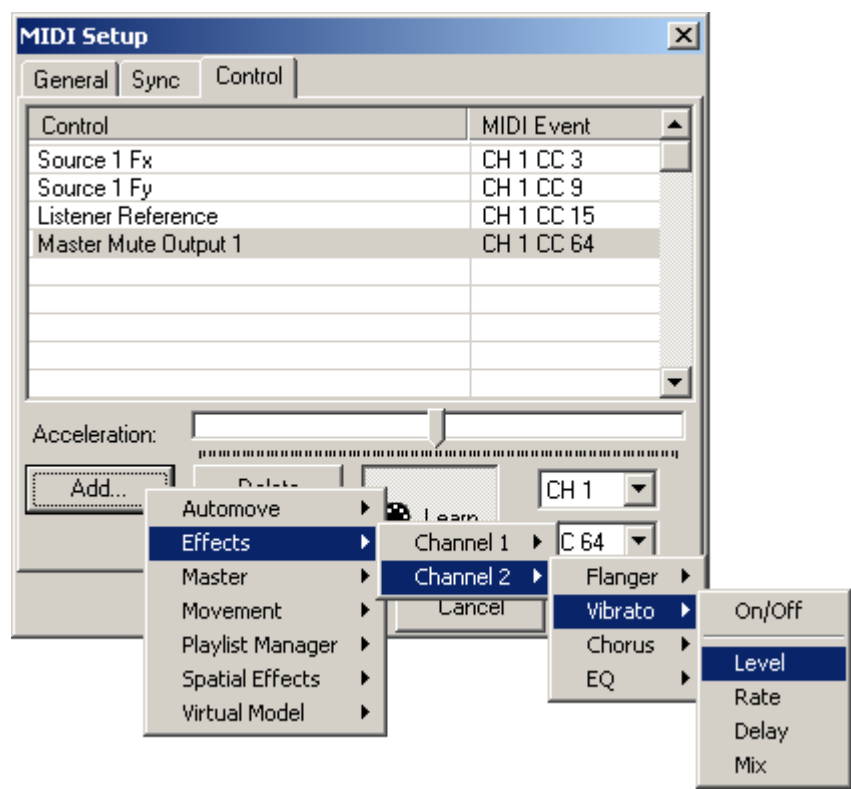 MIDI Setup
General Sync Control
Control MIDI Event
Source 1 Fx CH 1 CC 3
Source 1 Fy CH 1 CC 9
Listener Reference CH 1 CC 15
Master Mute Output 1 CH 1 CC 64
Acceleration:
Add... Delete Learn CH 1
C 64
Cancel
Automove
Effects
Master
Movement
Playlist Manager
Spatial Effects
Virtual Model
Channel 1
Channel 2
Flanger
Vibrato
Chorus
EQ
On/Off
Level
Rate
Delay
Mix